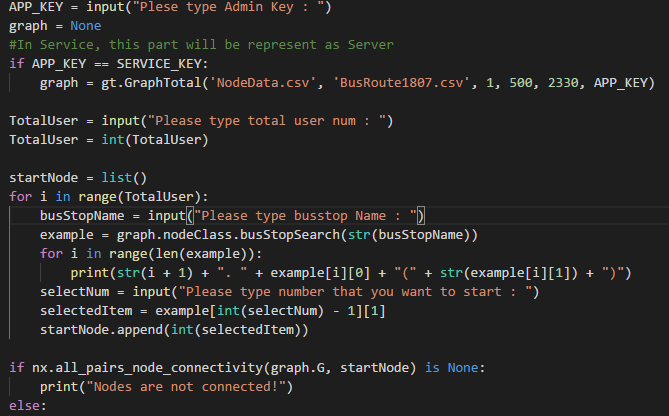 APP_KEY = input("Plese type Admin Key : ")
graph = None
#In Service, this part will be represent as Server
if APP_KEY == SERVICE_KEY:
    graph = gt.GraphTotal('NodeData.csv', 'BusRoute1807.csv', 1, 500, 2330, APP_KEY)

TotalUser = input("Please type total user num : ")
TotalUser = int(TotalUser)

startNode = list()
for i in range(TotalUser):
    busStopName = input("Please type busstop Name : ")
    example = graph.nodeClass.busStopSearch(str(busStopName))
    for i in range(len(example)):
        print(str(i + 1) + ". " + example[i][0] + "(" + str(example[i][1]) + ")")
    selectNum = input("Please type number that you want to start : ")
    selectedItem = example[int(selectNum) - 1][1]
    startNode.append(int(selectedItem))

if nx.all_pairs_node_connectivity(graph.G, startNode) is None:
    print("Nodes are not connected!")
else: